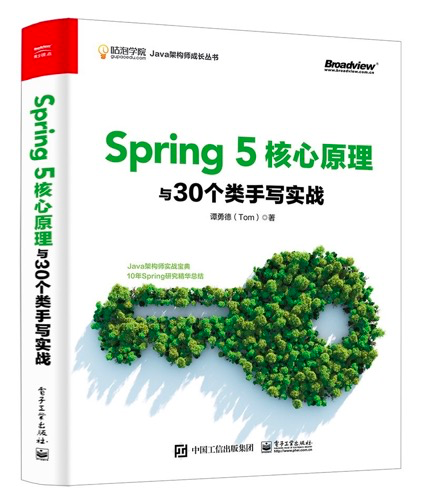 咕泡学院
gupaoedu.com
Java架构师成长丛书
Broadview®
www.broadview.com.cn
Spring 5 核心原理
与30个类手写实战
谭勇德（Tom）◎著
Java架构师实战宝典
10年Spring研究精华总结
中国工信出版集团
电子工业出版社
Spring 5 核心原理
与30个类手写实战
电子工业出版社